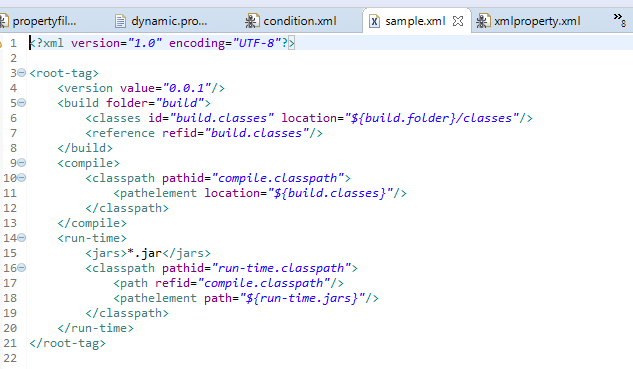 propertyfil... dynamic.pro... condition.xml sample.xml xmlproperty.xml »8
1 <?xml version="1.0" encoding="UTF-8"?>
2
3 <root-tag>
4     <version value="0.0.1"/>
5     <build folder="build">
6         <classes id="build.classes" location="${build.folder}/classes"/>
7         <reference refid="build.classes"/>
8     </build>
9     <compile>
10         <classpath pathid="compile.classpath">
11             <pathelement location="${build.classes}"/>
12         </classpath>
13     </compile>
14     <run-time>
15         <jars>*.jar</jars>
16         <classpath pathid="run-time.classpath">
17             <path refid="compile.classpath"/>
18             <pathelement path="${run-time.jars}"/>
19         </classpath>
20     </run-time>
21 </root-tag>
22